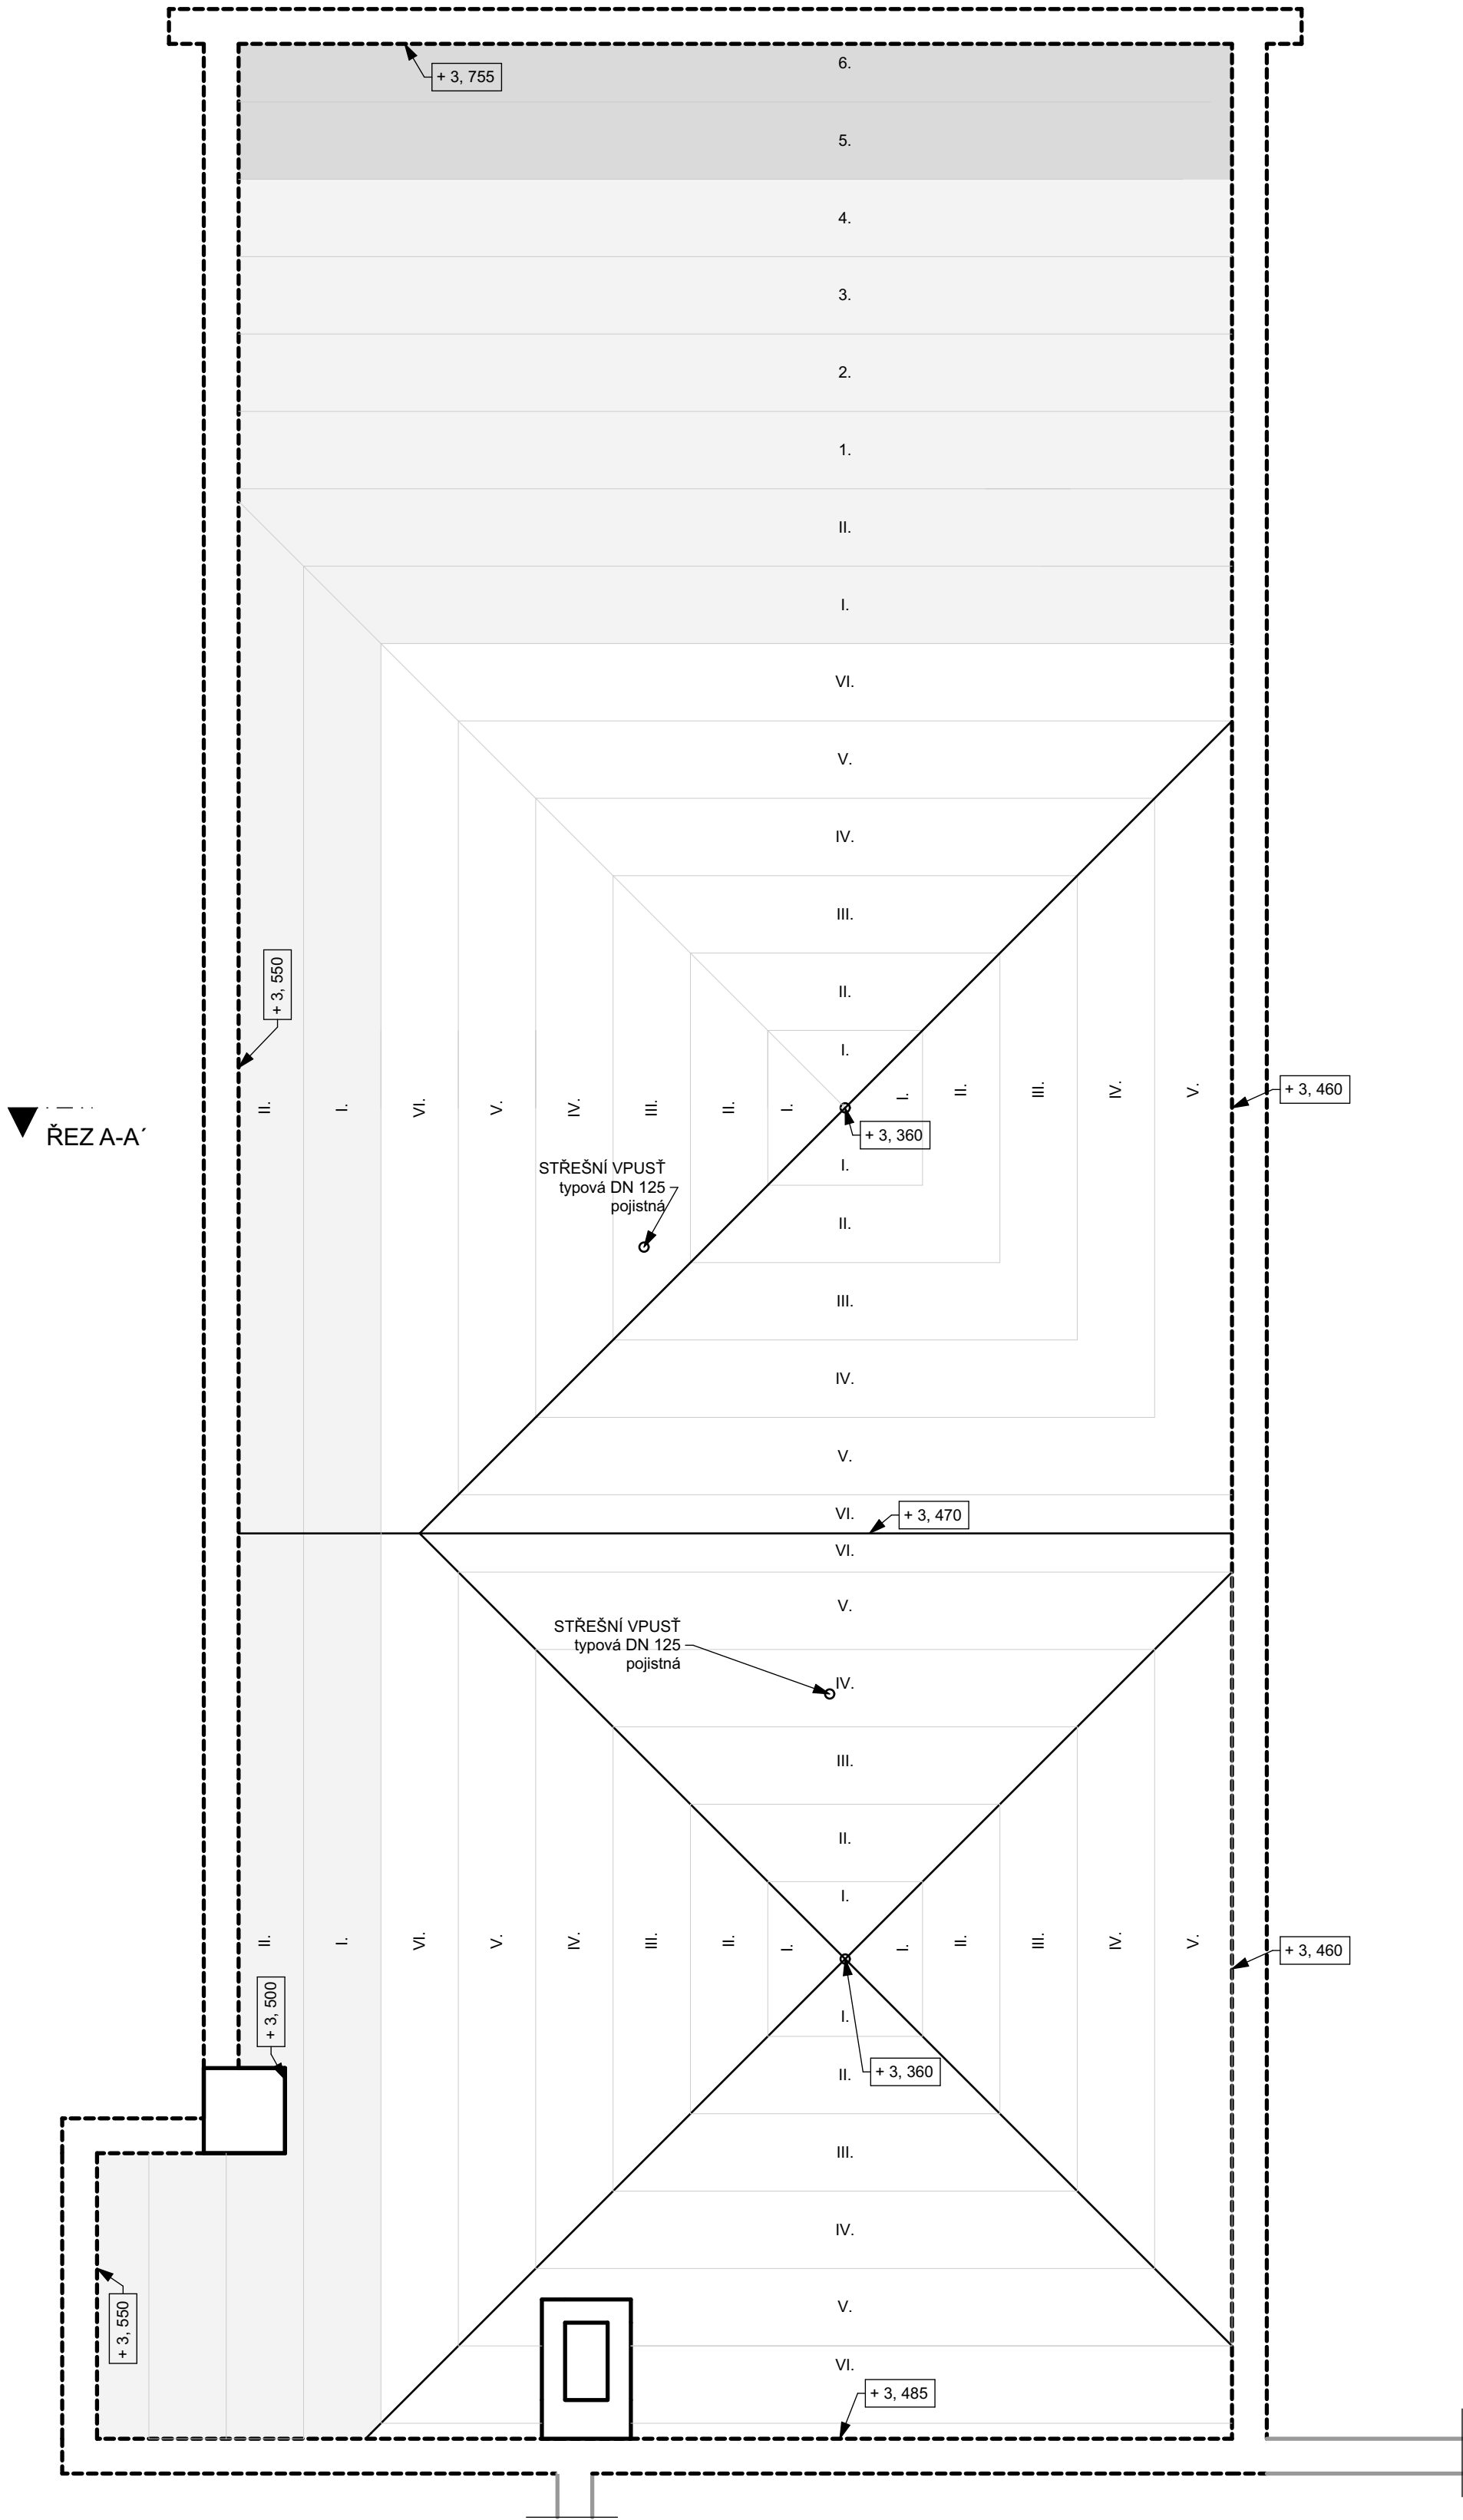 6.
+ 3, 755
5.
4.
3.
2.
1.
II.
I.
VI.
V.
IV.
III.
II.
I.
+ 3, 550
II.
I.
VI.
V.
IV.
III.
II.
I.
I.
II.
III.
IV.
V.
+ 3, 460
ŘEZ A-A´
+ 3, 360
STŘEŠNÍ VPUSŤ
typová DN 125
pojistná
I.
II.
III.
IV.
V.
VI.
+ 3, 470
VI.
V.
STŘEŠNÍ VPUSŤ
typová DN 125
pojistná
IV.
III.
II.
I.
II.
I.
VI.
V.
IV.
III.
II.
I.
I.
II.
III.
IV.
V.
+ 3, 460
+ 3, 500
I.
+ 3, 360
II.
III.
IV.
+ 3, 550
V.
VI.
+ 3, 485